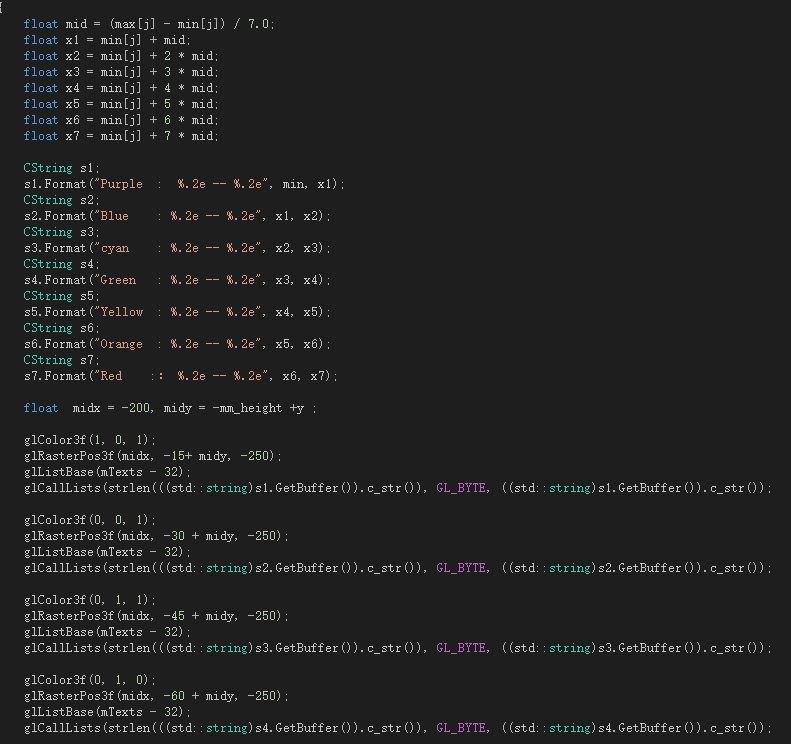 {
float mid = (max[j] - min[j]) / 7.0;
float x1 = min[j] + mid;
float x2 = min[j] + 2 * mid;
float x3 = min[j] + 3 * mid;
float x4 = min[j] + 4 * mid;
float x5 = min[j] + 5 * mid;
float x6 = min[j] + 6 * mid;
float x7 = min[j] + 7 * mid;
CString s1;
s1.Format("Purple  :  %.2e -- %.2e", min, x1);
CString s2;
s2.Format("Blue    : %.2e -- %.2e", x1, x2);
CString s3;
s3.Format("cyan    : %.2e -- %.2e", x2, x3);
CString s4;
s4.Format("Green   : %.2e -- %.2e", x3, x4);
CString s5;
s5.Format("Yellow  : %.2e -- %.2e", x4, x5);
CString s6;
s6.Format("Orange  : %.2e -- %.2e", x5, x6);
CString s7;
s7.Format("Red    ::  %.2e -- %.2e", x6, x7);
float  midx = -200, midy = -mm_height +y ;
glColor3f(1, 0, 1);
glRasterPos3f(midx, -15+ midy, -250);
glListBase(mTexts - 32);
glCallLists(strlen(((std::string)s1.GetBuffer()).c_str()), GL_BYTE, ((std::string)s1.GetBuffer()).c_str());
glColor3f(0, 0, 1);
glRasterPos3f(midx, -30 + midy, -250);
glListBase(mTexts - 32);
glCallLists(strlen(((std::string)s2.GetBuffer()).c_str()), GL_BYTE, ((std::string)s2.GetBuffer()).c_str());
glColor3f(0, 1, 1);
glRasterPos3f(midx, -45 + midy, -250);
glListBase(mTexts - 32);
glCallLists(strlen(((std::string)s3.GetBuffer()).c_str()), GL_BYTE, ((std::string)s3.GetBuffer()).c_str());
glColor3f(0, 1, 0);
glRasterPos3f(midx, -60 + midy, -250);
glListBase(mTexts - 32);
glCallLists(strlen(((std::string)s4.GetBuffer()).c_str()), GL_BYTE, ((std::string)s4.GetBuffer()).c_str());